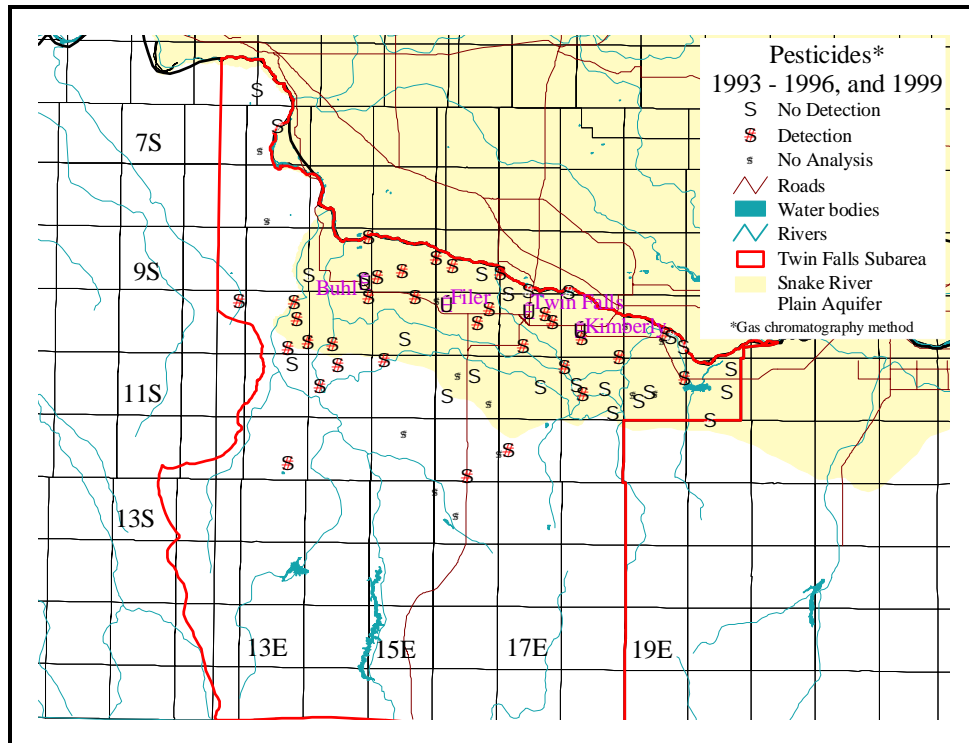 Pesticides*
1993 - 1996, and 1999
S No Detection
S Detection
s No Analysis
Roads
Water bodies
Rivers
Twin Falls Subarea
Snake River
Plain Aquifer
*Gas chromatography method
7S
9S
11S
13S
Buhl
Filer
Twin Falls
Kimberly
13E
15E
17E
19E